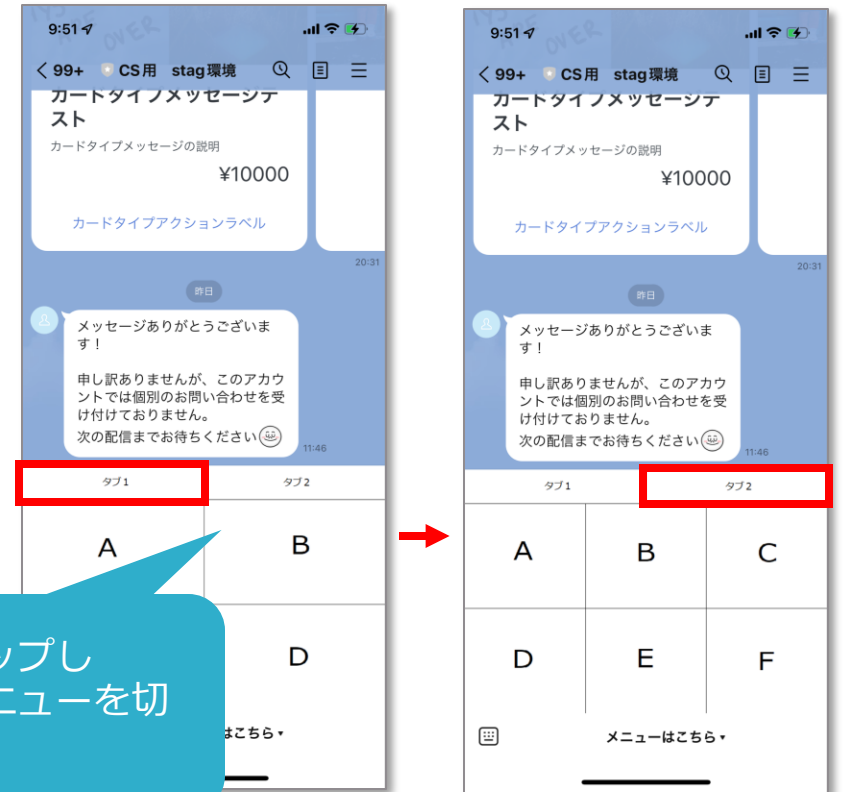 9:51
< 99+ CS用 stag環境
カードタイプメッセージテ
スト
カードタイプメッセージの説明
¥10000
カードタイプアクションラベル
20:31
昨日
メッセージありがとうございま
す！
申し訳ありませんが、このアカウ
ントでは個別のお問い合わせを受
け付けておりません。
次の配信までお待ちください
11:46
タブ1
タブ2
A
B
D
ップし
ニューを切
はこちら▾
9:51
< 99+ CS用 stag環境
カードタイプメッセージテ
スト
カードタイプメッセージの説明
¥10000
カードタイプアクションラベル
20:31
昨日
メッセージありがとうございま
す！
申し訳ありませんが、このアカウ
ントでは個別のお問い合わせを受
け付けておりません。
次の配信までお待ちください
11:46
タブ1
タブ2
A
B
C
D
E
F
メニューはこちら▾